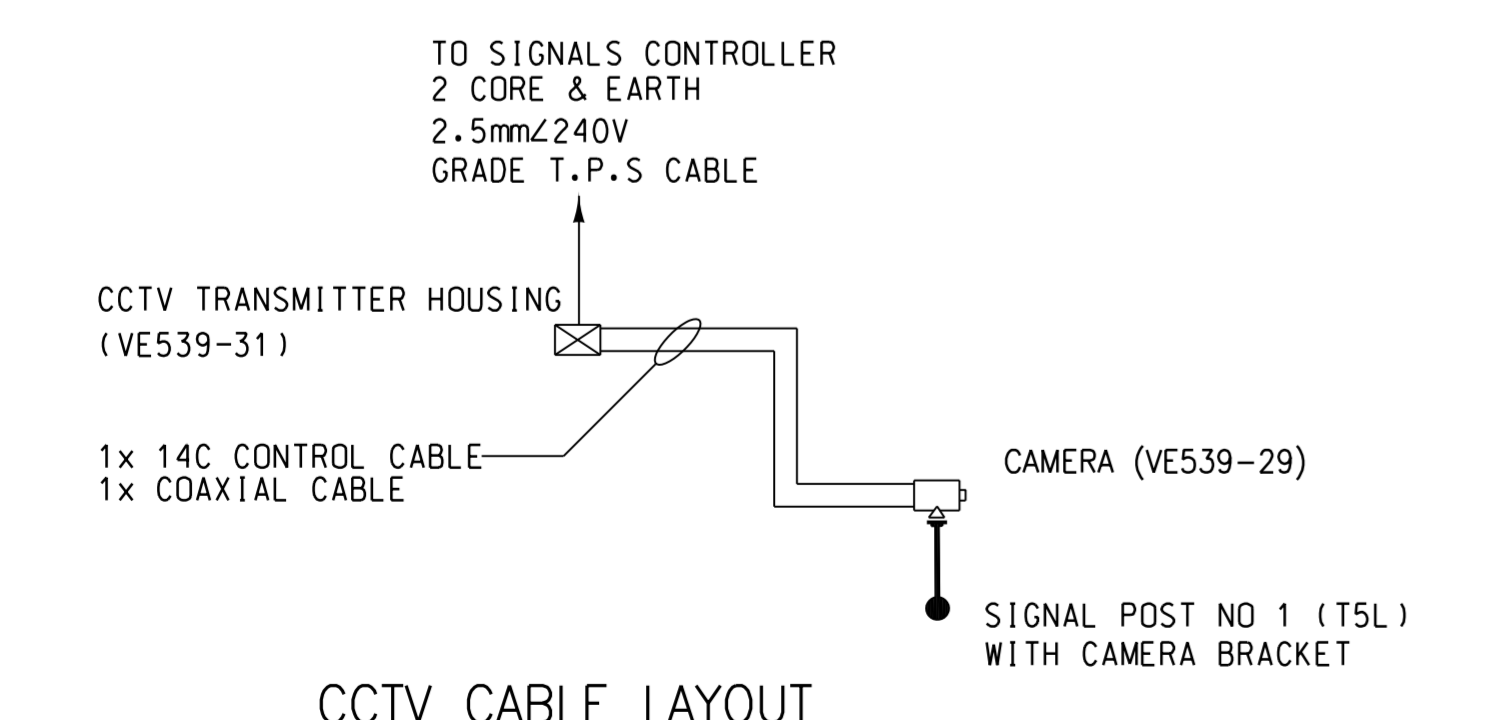 TO SIGNALS CONTROLLER
2 CORE & EARTH
2.5mm∠240V
GRADE T.P.S CABLE
CCTV TRANSMITTER HOUSING
(VE539-31)
1x 14C CONTROL CABLE
1x COAXIAL CABLE
CAMERA (VE539-29)
SIGNAL POST NO 1 (T5L)
WITH CAMERA BRACKET
CCTV CABLE LAYOUT